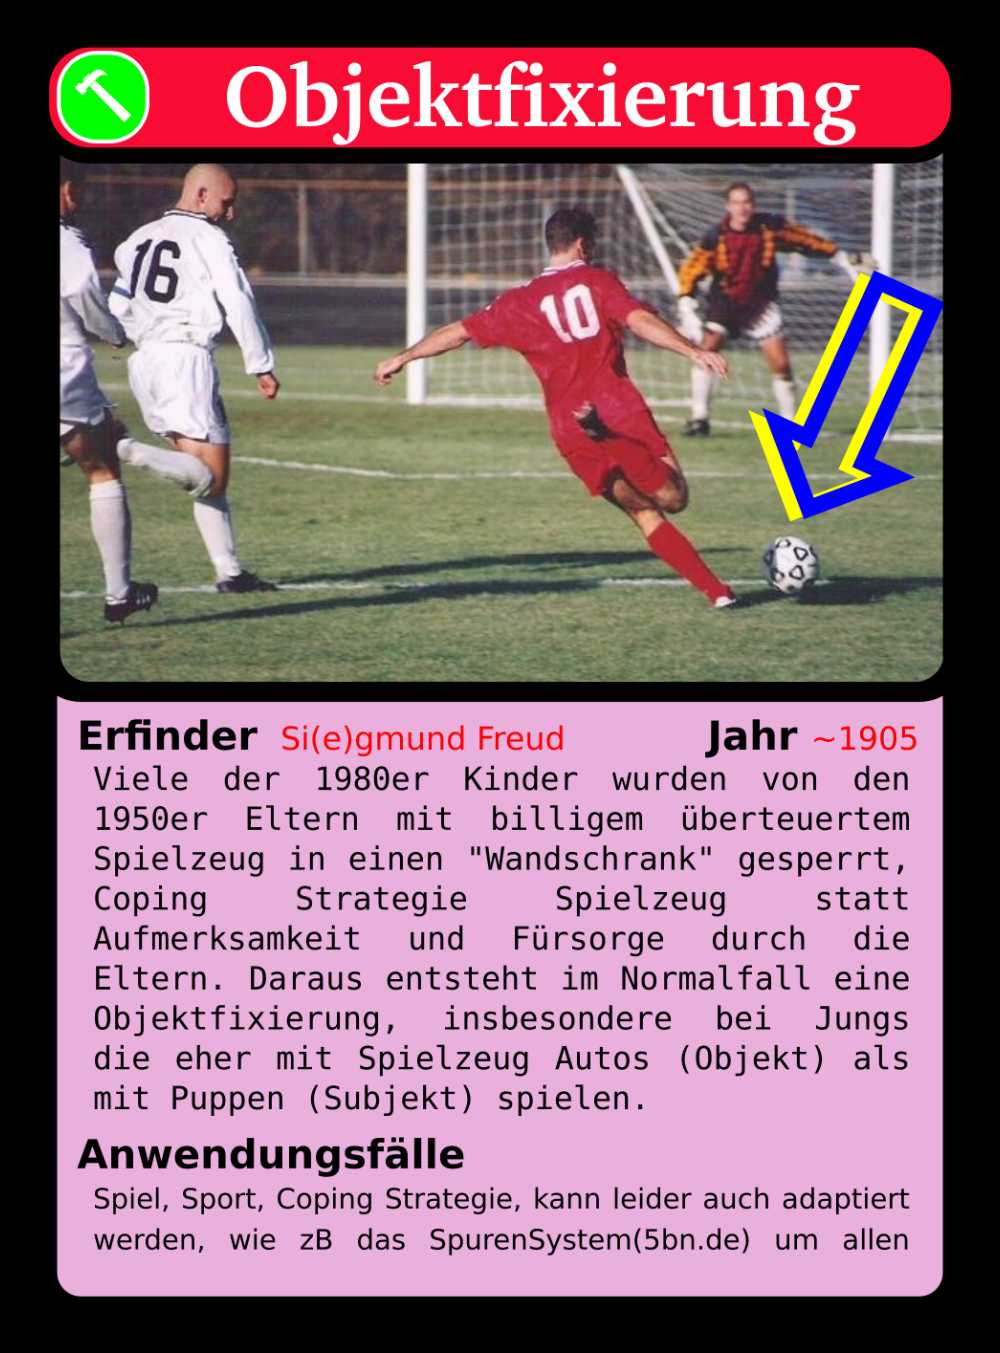 Objektfixierung
16
10
Erfinder Si(e)gmund Freud Jahr ~1905
Viele der 1980er Kinder wurden von den
1950er Eltern mit billigem überteuertem
Spielzeug in einen "Wandschrank" gesperrt,
Coping Strategie Spielzeug statt
Aufmerksamkeit und Fürsorge durch die
Eltern. Daraus entsteht im Normalfall eine
Objektfixierung, insbesondere bei Jungs
die eher mit Spielzeug Autos (Objekt) als
mit Puppen (Subjekt) spielen.
Anwendungsfälle
Spiel, Sport, Coping Strategie, kann leider auch adaptiert
werden, wie zB das SpurenSystem(5bn.de) um allen